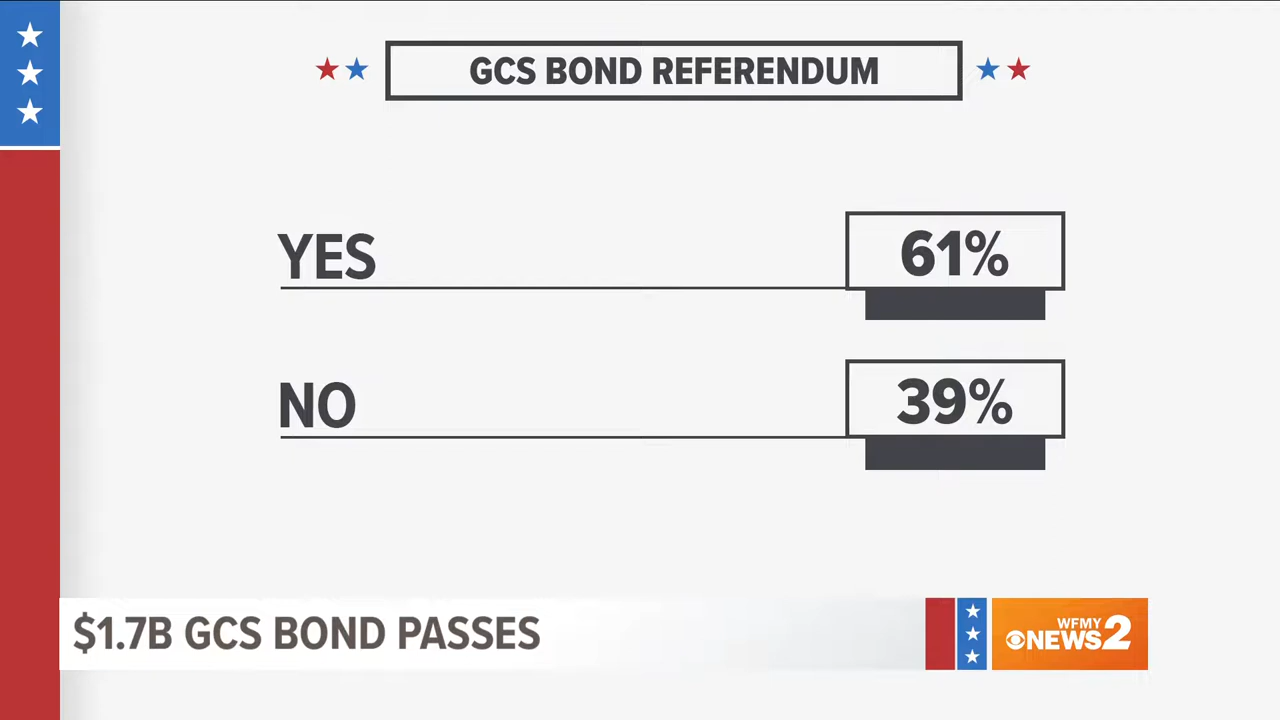 GCS BOND REFERENDUM
YES
61%
NO
39%
$1.7B GCS BOND PASSES
WFMY
NEWS 2